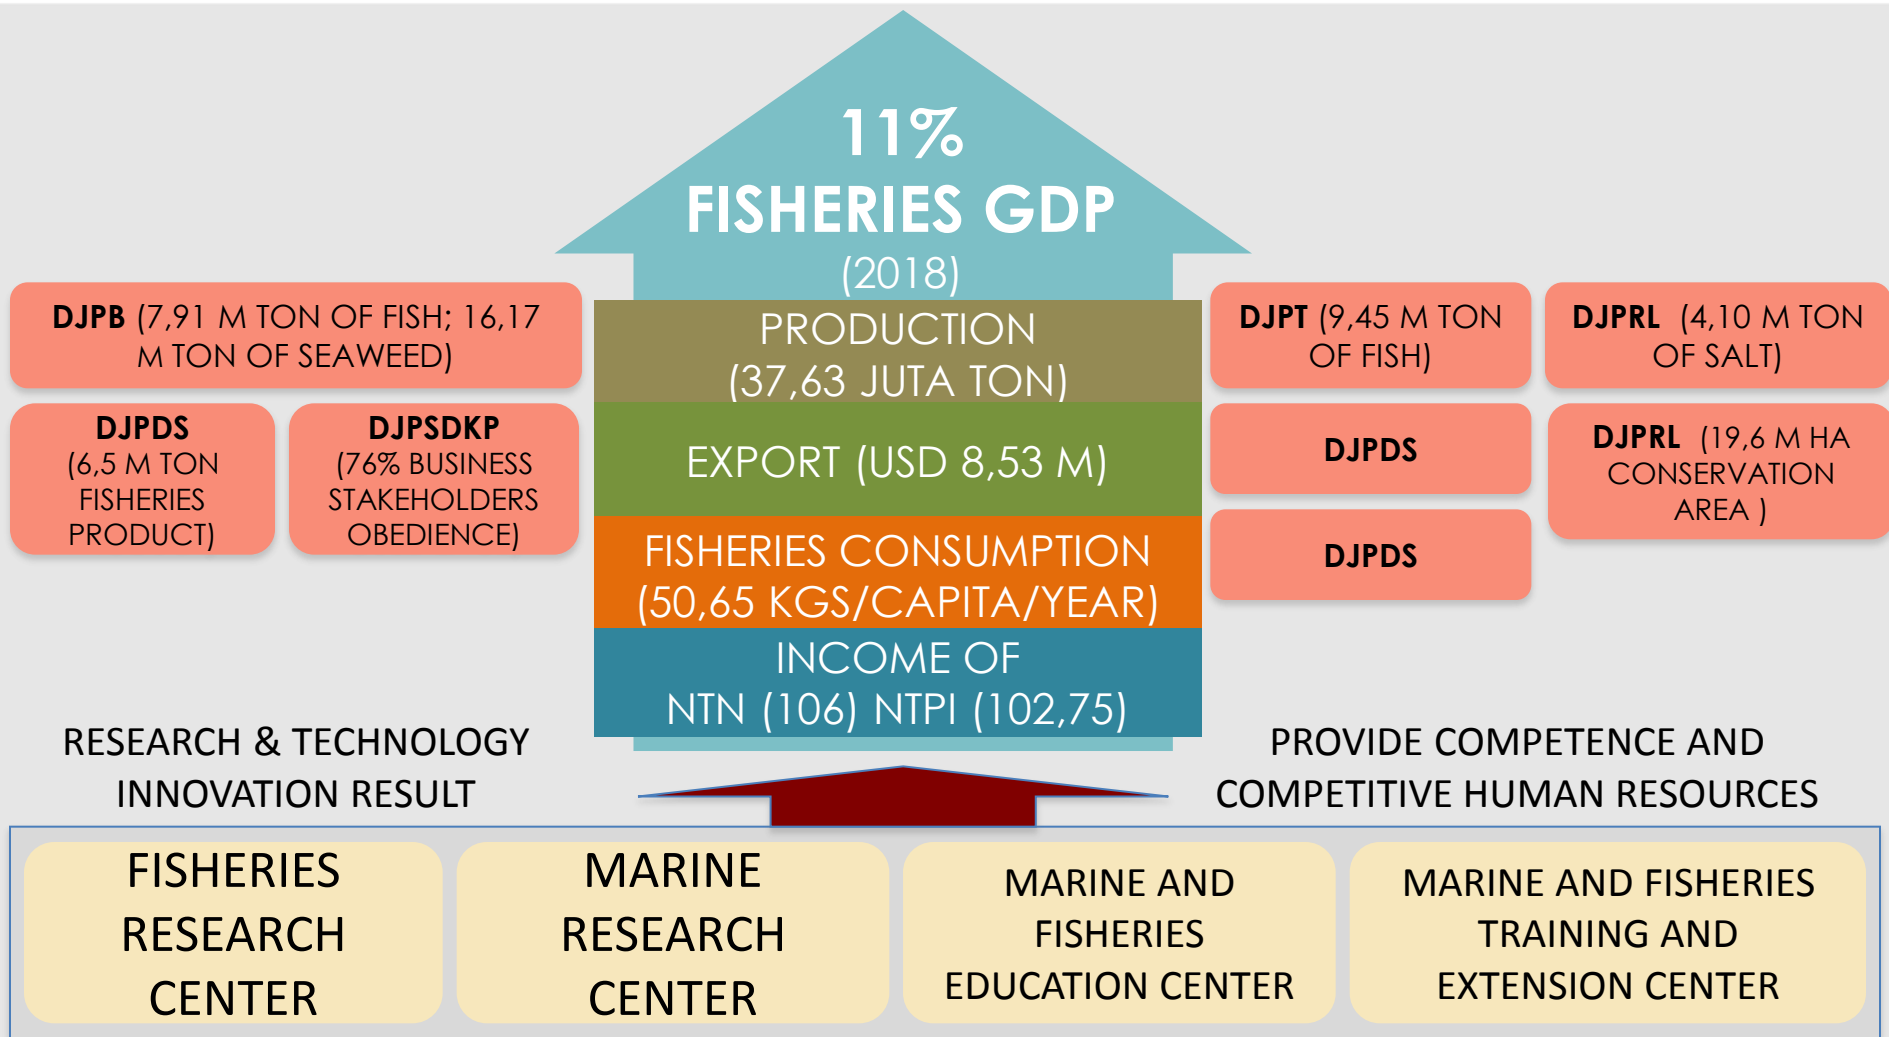 11%
FISHERIES GDP
(2018)
DJPB (7,91 M TON OF FISH; 16,17
M TON OF SEAWEED)
PRODUCTION
(37,63 JUTA TON)
DJPT (9,45 M TON
OF FISH)
DJPRL (4,10 M TON
OF SALT)
DJPDS
(6,5 M TON
FISHERIES
PRODUCT)
DJPSDKP
(76% BUSINESS
STAKEHOLDERS
OBEDIENCE)
EXPORT (USD 8,53 M)
DJPDS
DJPRL (19,6 M HA
CONSERVATION
AREA )
FISHERIES CONSUMPTION
(50,65 KGS/CAPITA/YEAR)
DJPDS
INCOME OF
NTN (106) NTPI (102,75)
RESEARCH & TECHNOLOGY
INNOVATION RESULT
PROVIDE COMPETENCE AND
COMPETITIVE HUMAN RESOURCES
FISHERIES
RESEARCH
CENTER
MARINE
RESEARCH
CENTER
MARINE AND
FISHERIES
EDUCATION CENTER
MARINE AND FISHERIES
TRAINING AND
EXTENSION CENTER